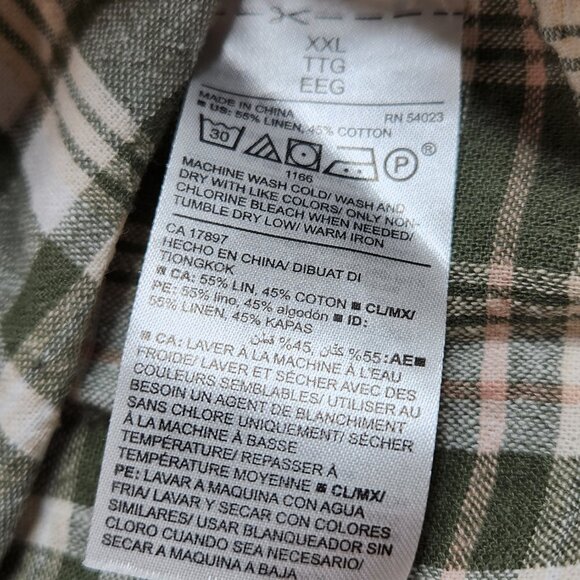 XXL
TTG
EEG
MADE IN CHINA RN 54023
■ US: 55% LINEN, 45% COTTON
30 1166 P ®
MACHINE WASH COLD/ WASH AND
DRY WITH LIKE COLORS/ ONLY NON-
CHLORINE BLEACH WHEN NEEDED/
TUMBLE DRY LOW/ WARM IRON
CA 17897
HECHO EN CHINA/ DIBUAT DI
TIONGKOK
■ CA: 55% LIN, 45% COTON ■ CL/MX/
PE: 55% lino, 45% algodón ■ ID:
55% LINEN, 45% KAPAS
■AE: 55% كتان, 45% قطن
■ CA: LAVER À LA MACHINE À L'EAU
FROIDE/ LAVER ET SÉCHER AVEC DES
COULEURS SEMBLABLES/ UTILISER AU
BESOIN UN AGENT DE BLANCHIMENT
SANS CHLORE UNIQUEMENT/ SÉCHER
À LA MACHINE À BASSE
TEMPÉRATURE/ REPASSER À
TEMPÉRATURE MOYENNE ■ CL/MX/
PE: LAVAR A MAQUINA CON AGUA
FRIA/ LAVAR Y SECAR CON COLORES
SIMILARES/ USAR BLANQUEADOR SIN
CLORO CUANDO SEA NECESARIO/
SECAR A MAQUINA A BAJA